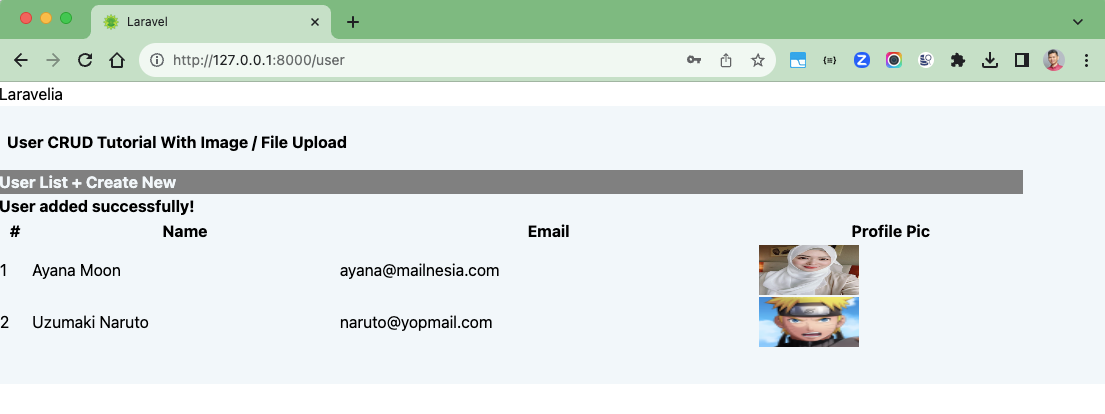 Laravel
http://127.0.0.1:8000/user
Laravelia
User CRUD Tutorial With Image / File Upload
User List + Create New
User added successfully!
# Name Email Profile Pic
1 Ayana Moon ayana@mailnesia.com
2 Uzumaki Naruto naruto@yopmail.com